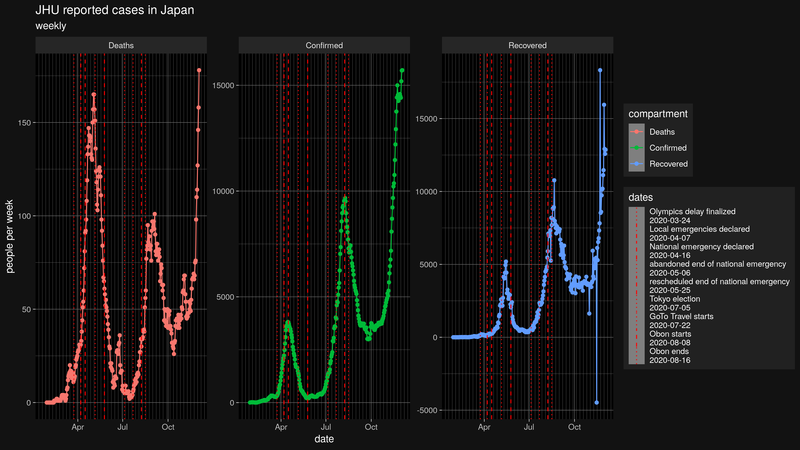 JHU reported cases in Japan
weekly
Deaths
Confirmed
Recovered
people per week
150
100
50
0
15000
10000
5000
0
15000
10000
5000
0
-5000
Apr
Jul
Oct
Apr
Jul
Oct
Apr
Jul
Oct
date
compartment
Deaths
Confirmed
Recovered
dates
Olympics delay finalized
2020-03-24
Local emergencies declared
2020-04-07
National emergency declared
2020-04-16
abandoned end of national emergency
2020-05-06
rescheduled end of national emergency
2020-05-25
Tokyo election
2020-07-05
GoTo Travel starts
2020-07-22
Obon starts
2020-08-08
Obon ends
2020-08-16